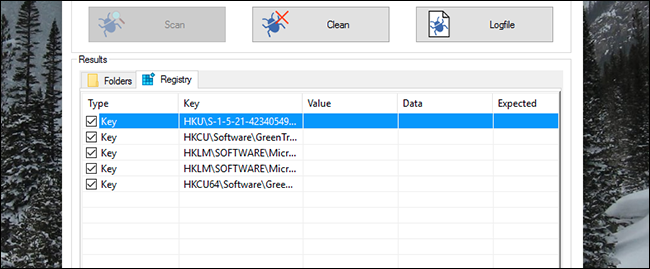 Scan Clean Logfile
Results
Folders Registry
Type Key Value Data Expected
Key HKU\S-1-5-21-42340549...
Key HKCU\Software\GreenTr...
Key HKLM\SOFTWARE\Micr...
Key HKLM\SOFTWARE\Micr...
Key HKCU64\Software\Gree...